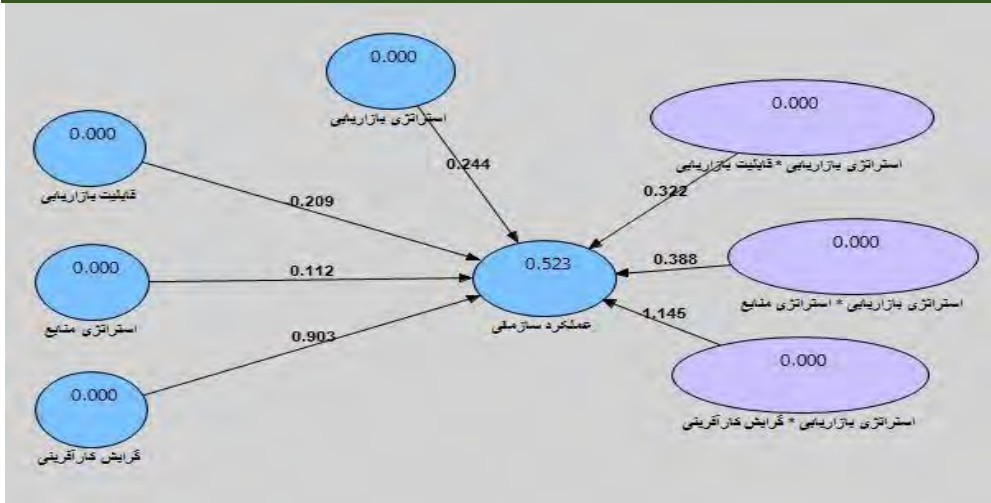 0.000
استراتژی بازاریابی
0.000
استراتژی بازاریابی * قابلیت بازاریابی
0.000
قابلیت بازاریابی
0.244
0.322
0.209
0.000
استراتژی بازاریابی * استراتژی منابع
0.388
0.523
عملکرد سازمانی
0.000
استراتژی منابع
0.112
1.145
0.903
0.000
استراتژی بازاریابی * گرایش کارآفرینی
0.000
گرایش کارآفرینی